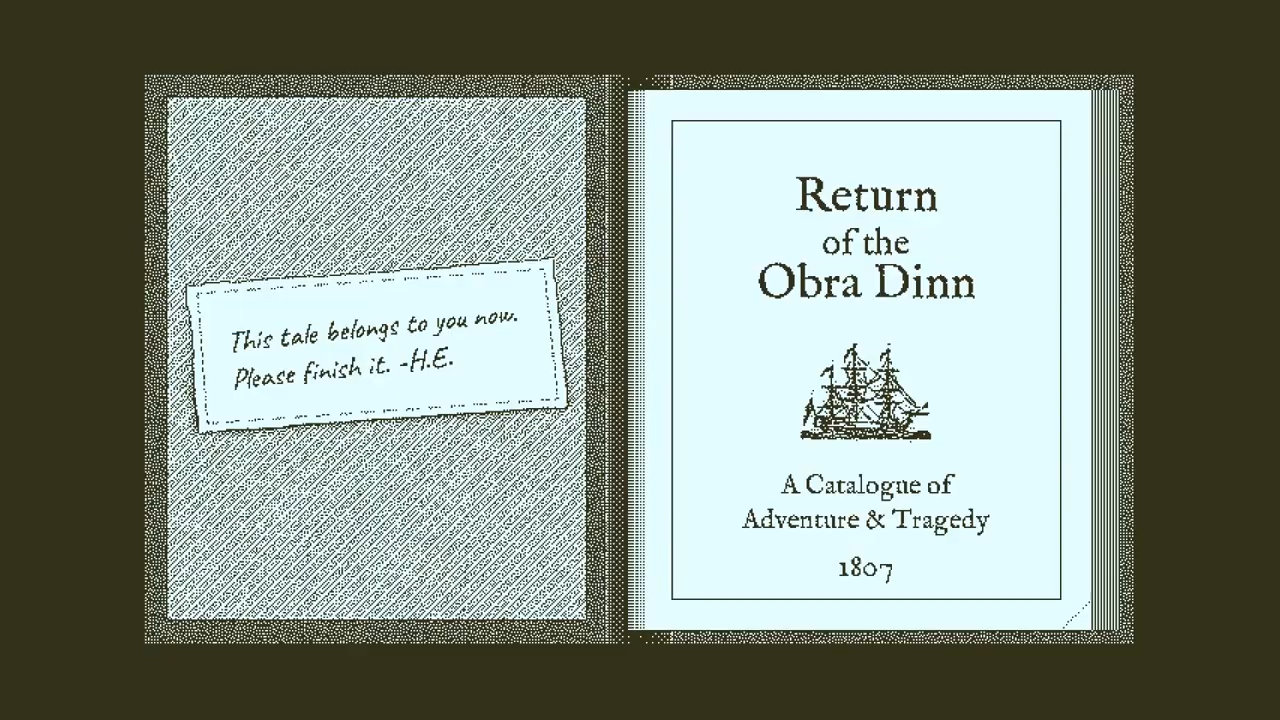 This tale belongs to you now.
Please finish it. -H.E.
Return
of the
Obra Dinn
A Catalogue of
Adventure & Tragedy
1807